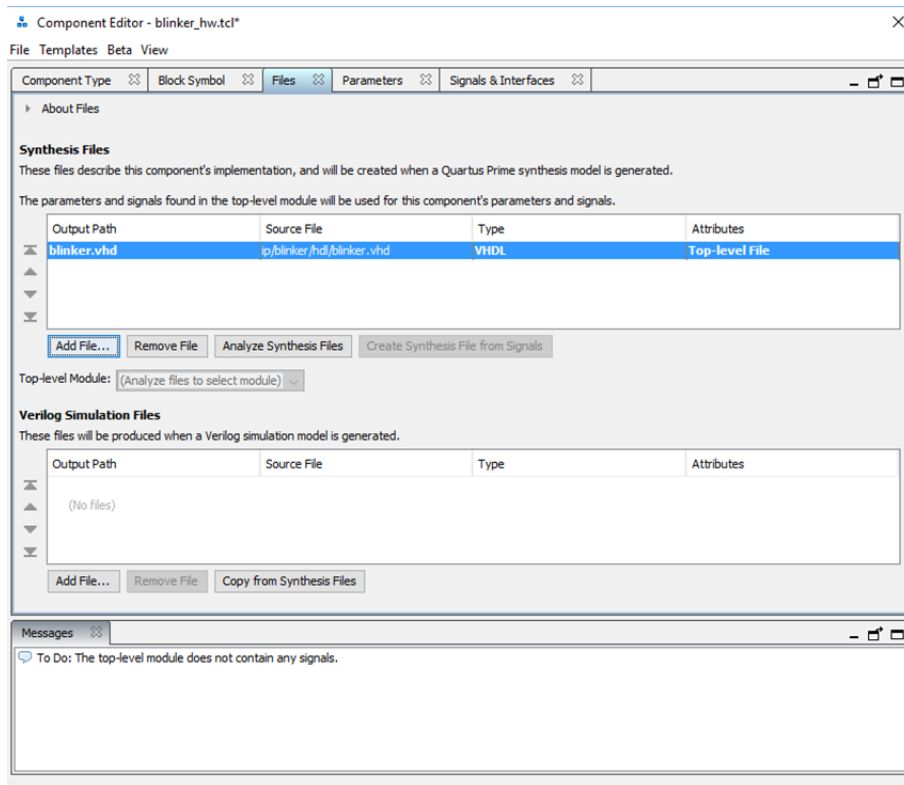 Component Editor - blinker_hw.tcl*
File Templates Beta View
Component Type Block Symbol Files Parameters Signals & Interfaces
About Files
Synthesis Files
These files describe this component's implementation, and will be created when a Quartus Prime synthesis model is generated.
The parameters and signals found in the top-level module will be used for this component's parameters and signals.
Output Path Source File Type Attributes
blinker.vhd ip/blinker/hdl/blinker.vhd VHDL Top-level File
Add File... Remove File Analyze Synthesis Files Create Synthesis File from Signals
Top-level Module: (Analyze files to select module)
Verilog Simulation Files
These files will be produced when a Verilog simulation model is generated.
Output Path Source File Type Attributes
(No files)
Add File... Remove File Copy from Synthesis Files
Messages
To Do: The top-level module does not contain any signals.